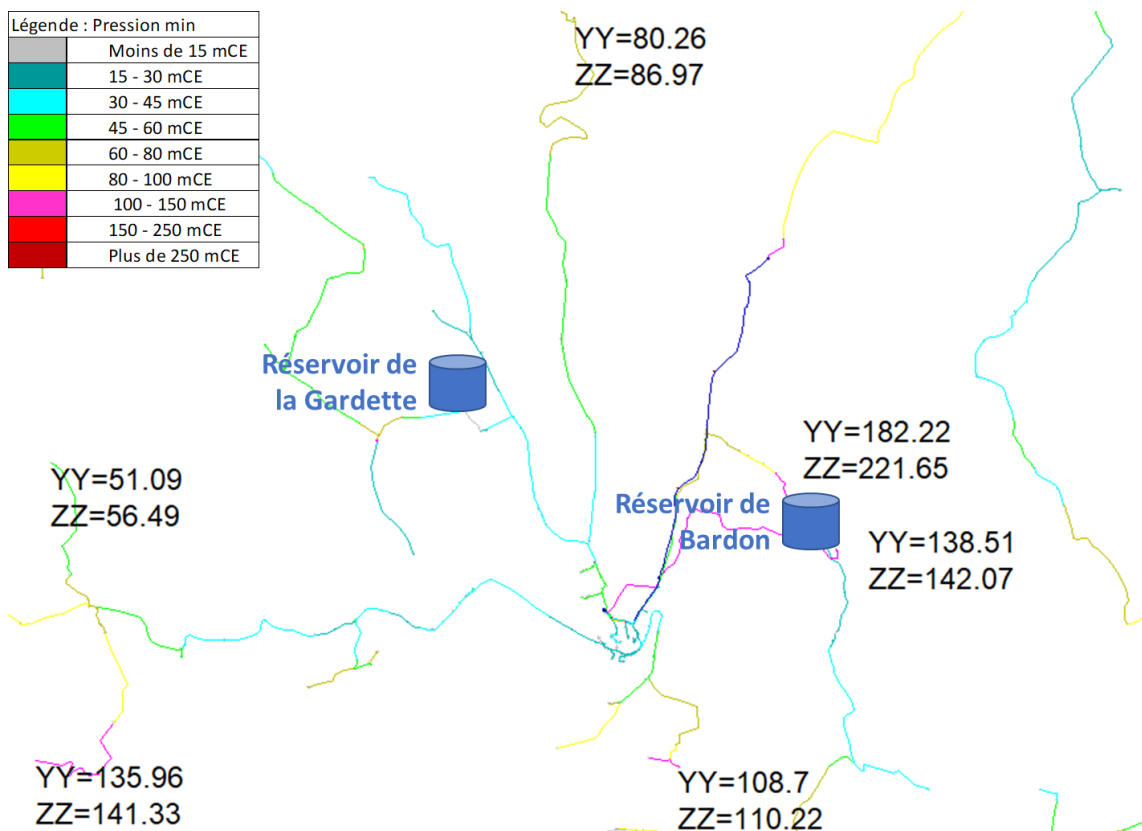 Légende : Pression min
Moins de 15 mCE
15 - 30 mCE
30 - 45 mCE
45 - 60 mCE
60 - 80 mCE
80 - 100 mCE
100 - 150 mCE
150 - 250 mCE
Plus de 250 mCE
YY=80.26
ZZ=86.97
Réservoir de
la Gardette
YY=182.22
ZZ=221.65
YY=51.09
ZZ=56.49
Réservoir de
Bardon
YY=138.51
ZZ=142.07
YY=135.96
ZZ=141.33
YY=108.7
ZZ=110.22